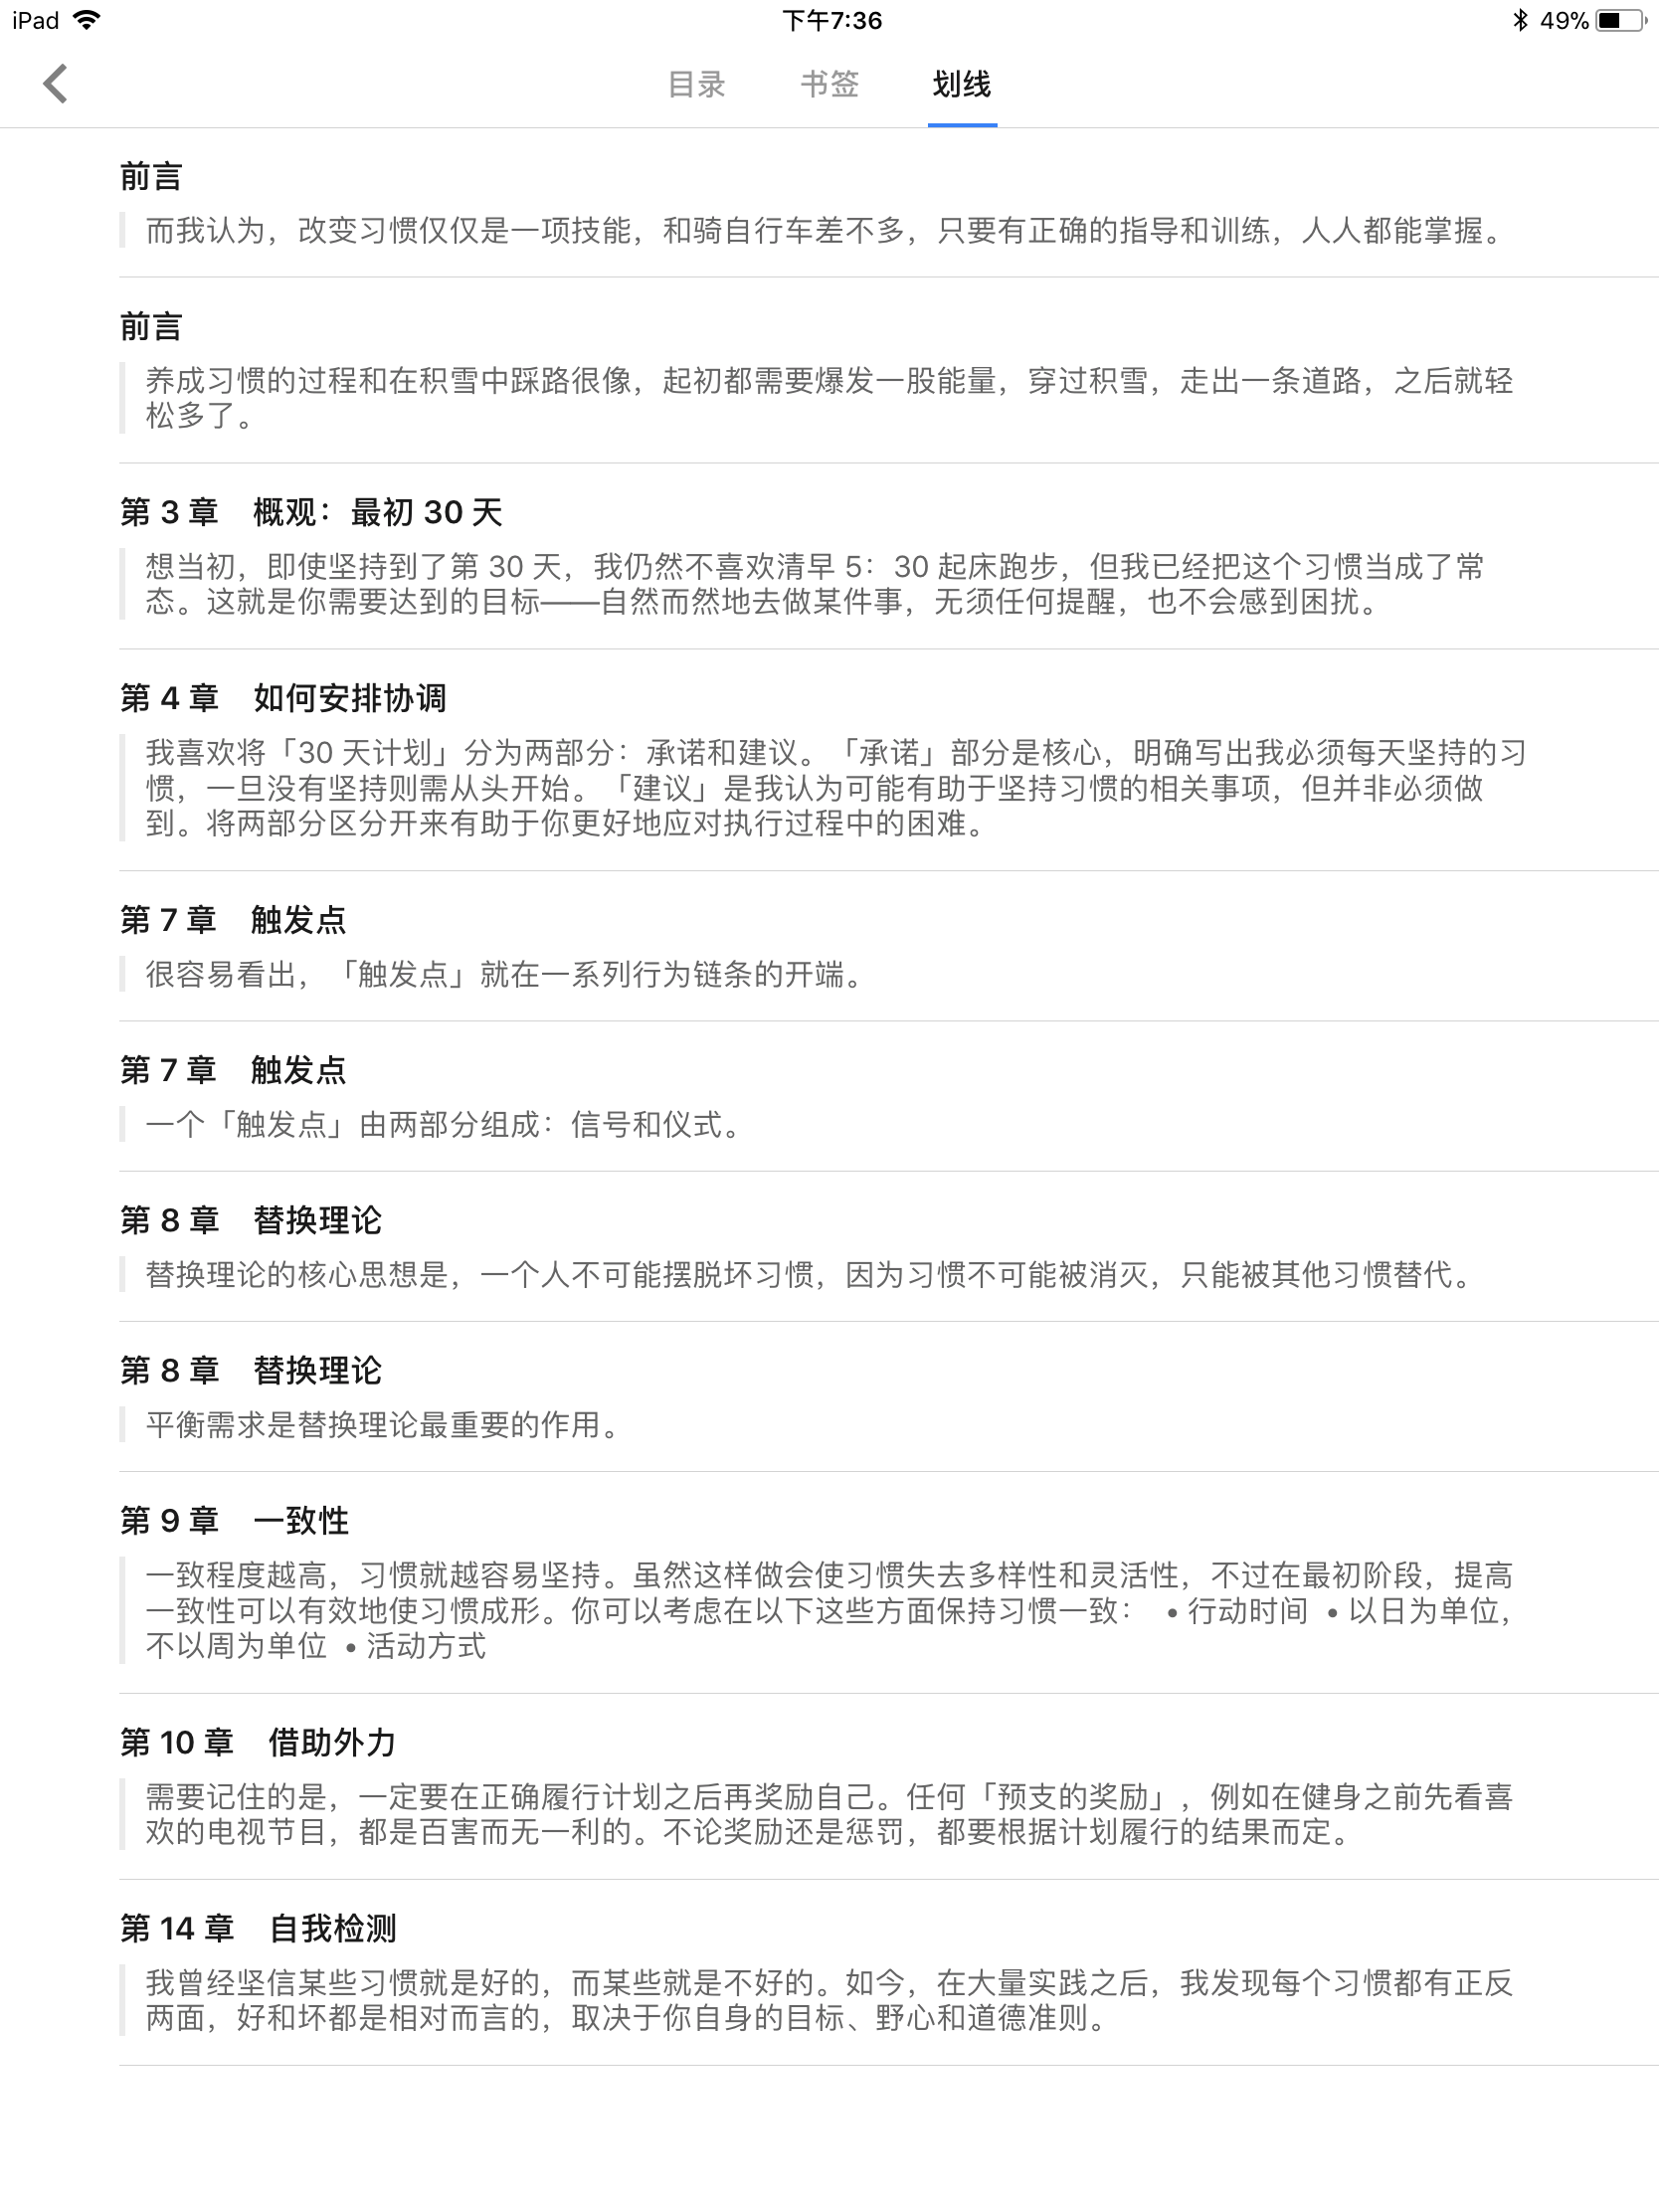 iPad 下午7:36 49%
目录 书签 划线
前言
而我认为，改变习惯仅仅是一项技能，和骑自行车差不多，只要有正确的指导和训练，人人都能掌握。
前言
养成习惯的过程和在积雪中踩路很像，起初都需要爆发一股能量，穿过积雪，走出一条道路，之后就轻
松多了。
第 3 章　概观：最初 30 天
想当初，即使坚持到了第 30 天，我仍然不喜欢清早 5：30 起床跑步，但我已经把这个习惯当成了常
态。这就是你需要达到的目标——自然而然地去做某件事，无须任何提醒，也不会感到困扰。
第 4 章　如何安排协调
我喜欢将「30 天计划」分为两部分：承诺和建议。「承诺」部分是核心，明确写出我必须每天坚持的习
惯，一旦没有坚持则需从头开始。「建议」是我认为可能有助于坚持习惯的相关事项，但并非必须做
到。将两部分区分开来有助于你更好地应对执行过程中的困难。
第 7 章　触发点
很容易看出，「触发点」就在一系列行为链条的开端。
第 7 章　触发点
一个「触发点」由两部分组成：信号和仪式。
第 8 章　替换理论
替换理论的核心思想是，一个人不可能摆脱坏习惯，因为习惯不可能被消灭，只能被其他习惯替代。
第 8 章　替换理论
平衡需求是替换理论最重要的作用。
第 9 章　一致性
一致程度越高，习惯就越容易坚持。虽然这样做会使习惯失去多样性和灵活性，不过在最初阶段，提高
一致性可以有效地使习惯成形。你可以考虑在以下这些方面保持习惯一致： • 行动时间 • 以日为单位，
不以周为单位 • 活动方式
第 10 章　借助外力
需要记住的是，一定要在正确履行计划之后再奖励自己。任何「预支的奖励」，例如在健身之前先看喜
欢的电视节目，都是百害而无一利的。不论奖励还是惩罚，都要根据计划履行的结果而定。
第 14 章　自我检测
我曾经坚信某些习惯就是好的，而某些就是不好的。如今，在大量实践之后，我发现每个习惯都有正反
两面，好和坏都是相对而言的，取决于你自身的目标、野心和道德准则。